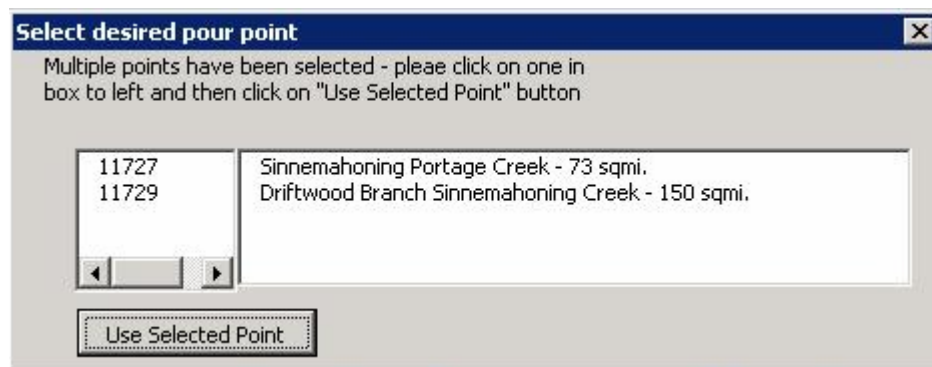 Select desired pour point
Multiple points have been selected - pleae click on one in
box to left and then click on "Use Selected Point" button
11727 Sinnemahoning Portage Creek - 73 sqmi.
11729 Driftwood Branch Sinnemahoning Creek - 150 sqmi.
Use Selected Point